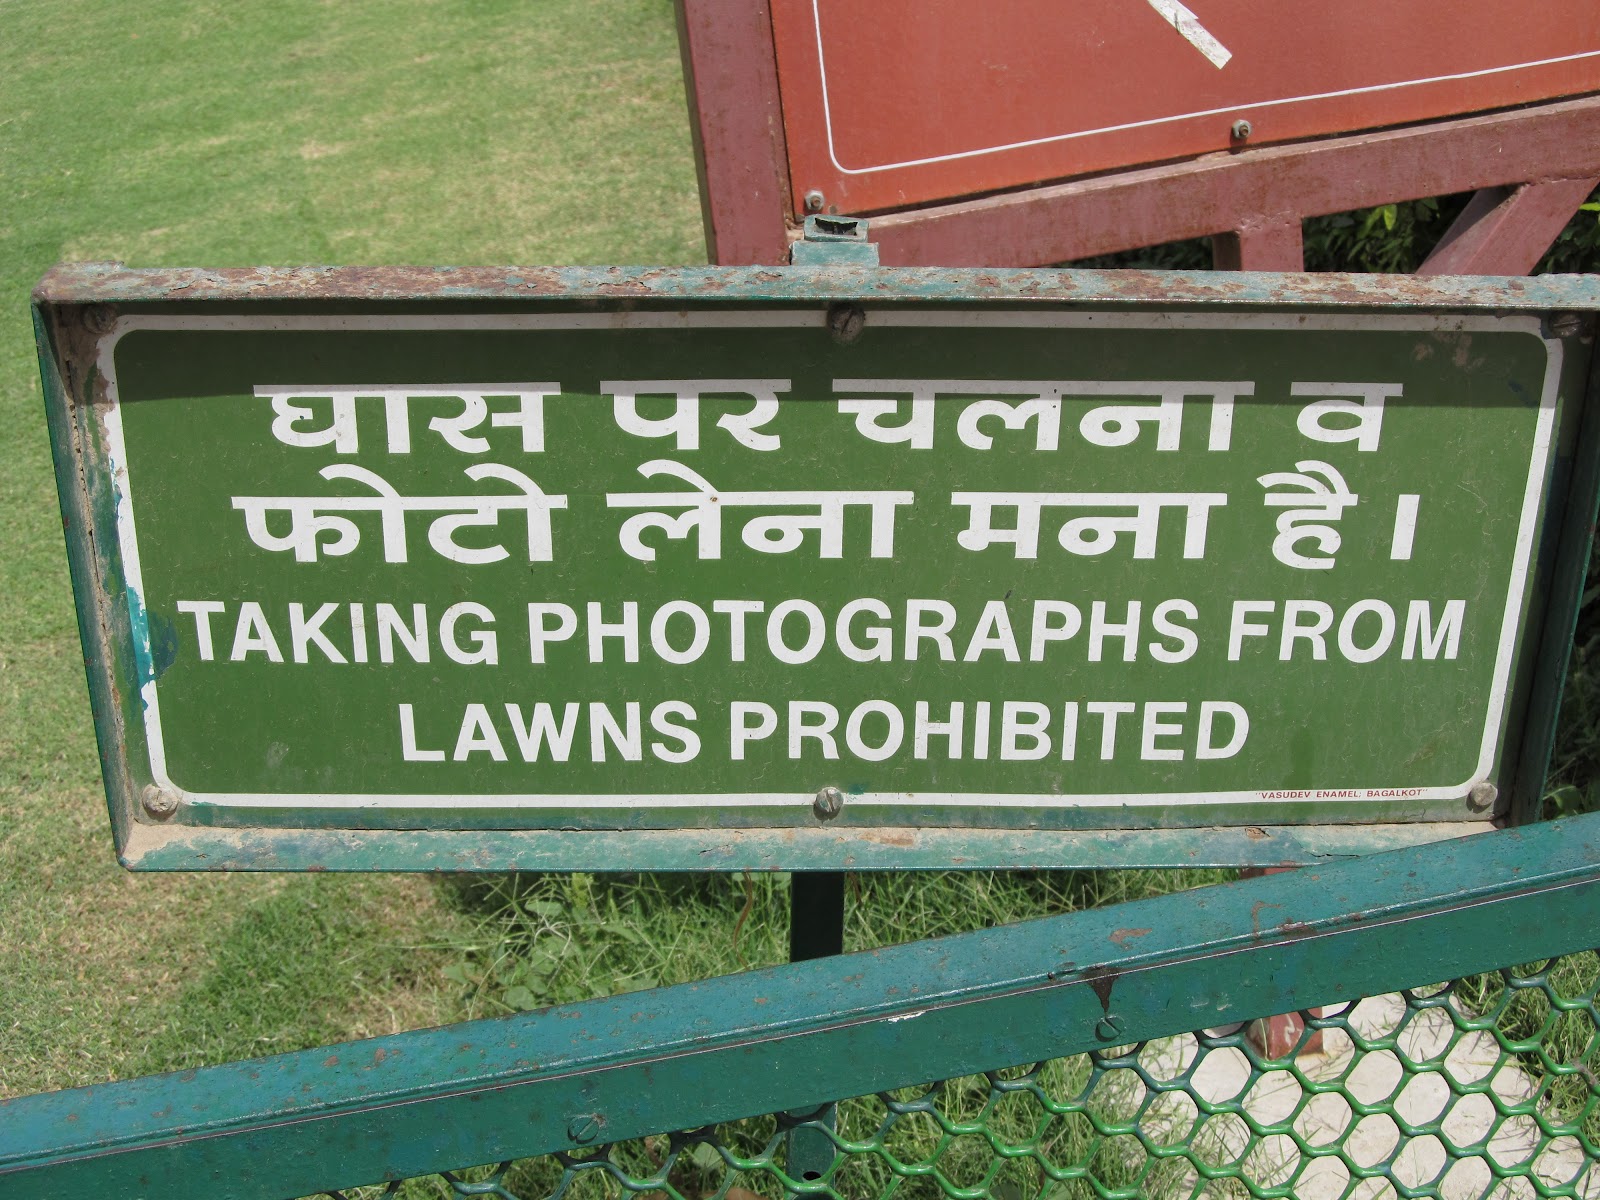 घास पर चलना व
फोटो लेना मना है।
TAKING PHOTOGRAPHS FROM
LAWNS PROHIBITED
"VASUDEV ENAMEL; BAGALKOT"